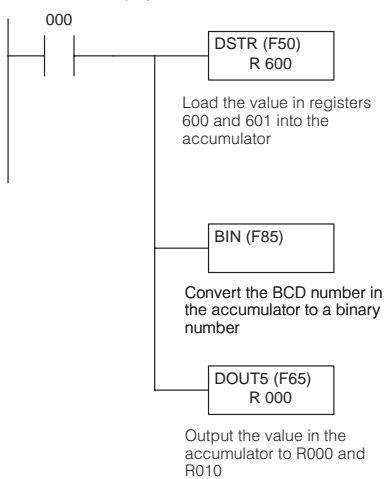 000
DSTR (F50)
R 600
Load the value in registers
600 and 601 into the
accumulator
BIN (F85)
Convert the BCD number in
the accumulator to a binary
number
DOUT5 (F65)
R 000
Output the value in the
accumulator to R000 and
R010